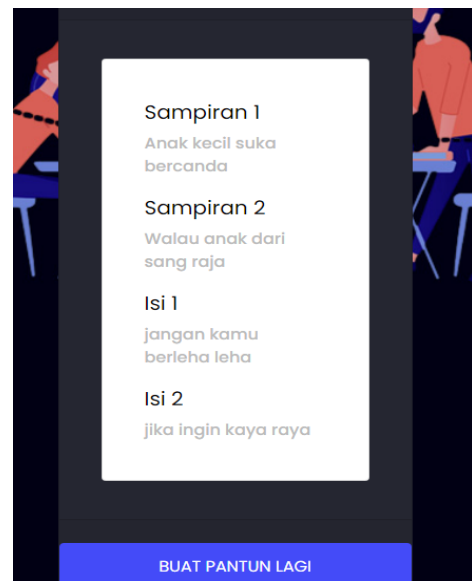 Sampiran 1
Anak kecil suka
bercanda
Sampiran 2
Walau anak dari
sang raja
Isi 1
jangan kamu
berleha leha
Isi 2
jika ingin kaya raya
BUAT PANTUN LAGI